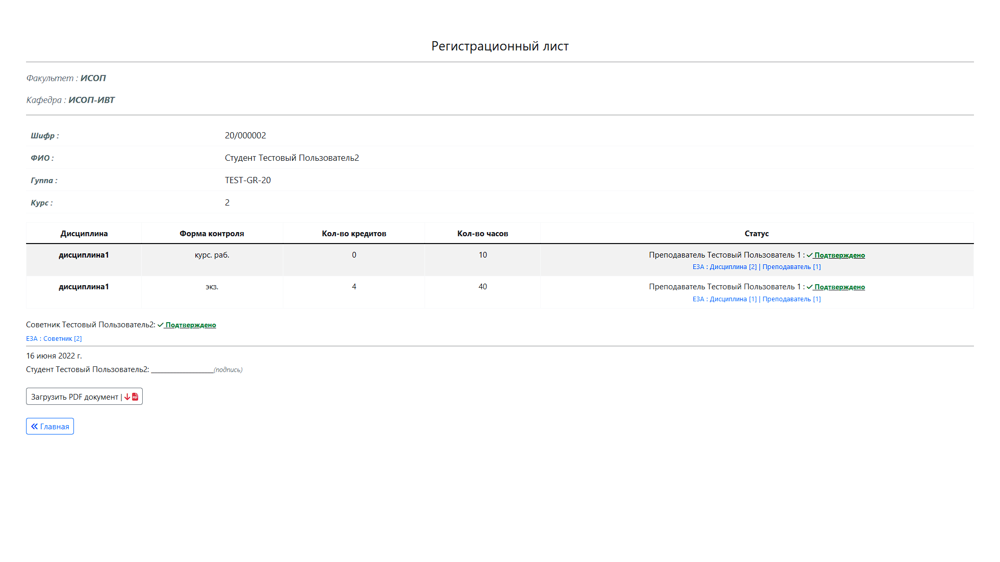 Регистрационный лист
Факультет : ИСОП
Кафедра : ИСОП-ИВТ
Шифр : 20/000002
ФИО : Студент Тестовый Пользователь2
Гуппа : TEST-GR-20
Курс : 2
Дисциплина Форма контроля Кол-во кредитов Кол-во часов Статус
дисциплина1 курс. раб. 0 10 Преподаватель Тестовый Пользователь 1 : Подтверждено
ЕЗА : Дисциплина [2] | Преподаватель [1]
дисциплина1 экз. 4 40 Преподаватель Тестовый Пользователь 1 : Подтверждено
ЕЗА : Дисциплина [1] | Преподаватель [1]
Советник Тестовый Пользователь2: Подтверждено
ЕЗА : Советник [2]
16 июня 2022 г.
Студент Тестовый Пользователь2: _________________(подпись)
Загрузить PDF документ | PDF
Главная